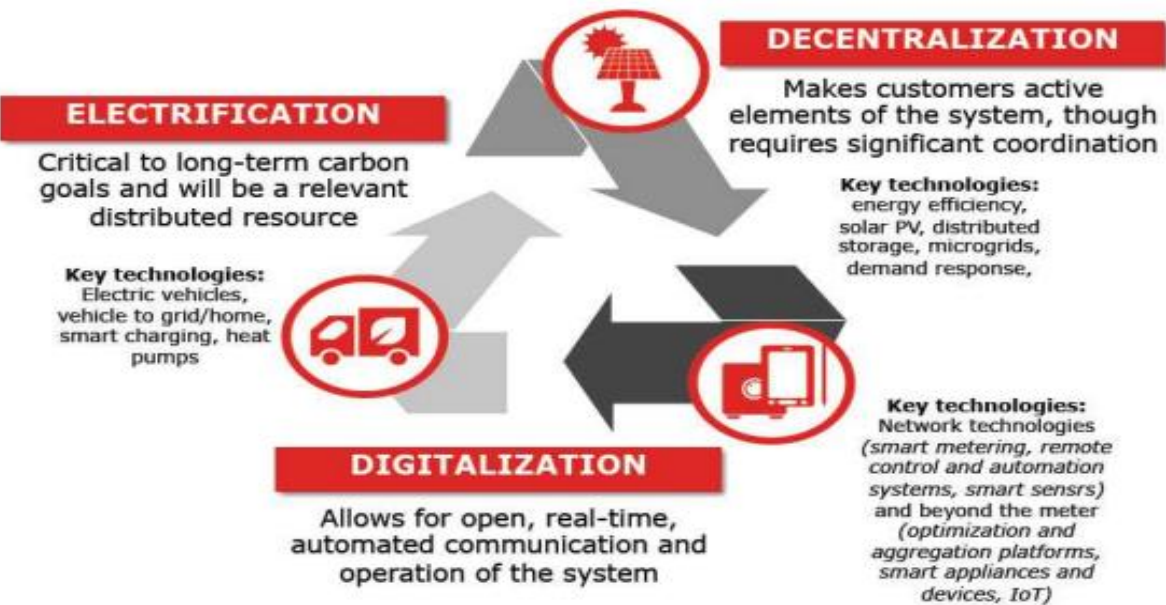 ELECTRIFICATION
Critical to long-term carbon
goals and will be a relevant
distributed resource
Key technologies:
Electric vehicles,
vehicle to grid/home,
smart charging, heat
pumps
DECENTRALIZATION
Makes customers active
elements of the system, though
requires significant coordination
Key technologies:
energy efficiency,
solar PV, distributed
storage, microgrids,
demand response,
DIGITALIZATION
Allows for open, real-time,
automated communication and
operation of the system
Key technologies:
Network technologies
(smart metering, remote
control and automation
systems, smart sensrs)
and beyond the meter
(optimization and
aggregation platforms,
smart appliances and
devices, IoT)